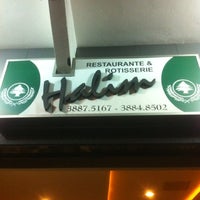 RESTAURANTE &
ROTISSERIE
Halim
3887.5167 - 3884.8502